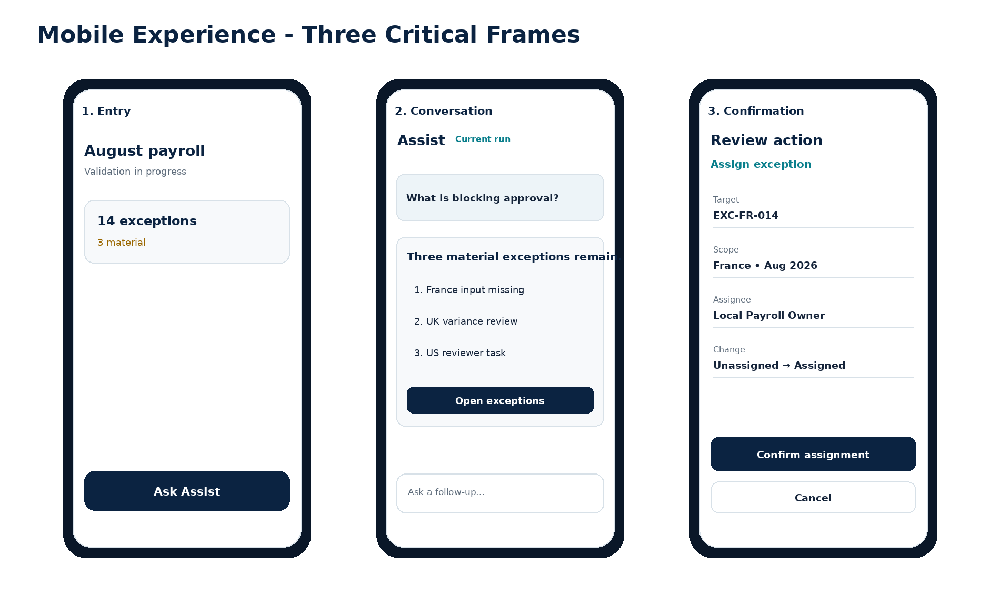 Mobile Experience - Three Critical Frames
1. Entry
August payroll
Validation in progress
14 exceptions
3 material
Ask Assist
2. Conversation
Assist Current run
What is blocking approval?
Three material exceptions remain.
1. France input missing
2. UK variance review
3. US reviewer task
Open exceptions
Ask a follow-up...
3. Confirmation
Review action
Assign exception
Target
EXC-FR-014
Scope
France • Aug 2026
Assignee
Local Payroll Owner
Change
Unassigned → Assigned
Confirm assignment
Cancel